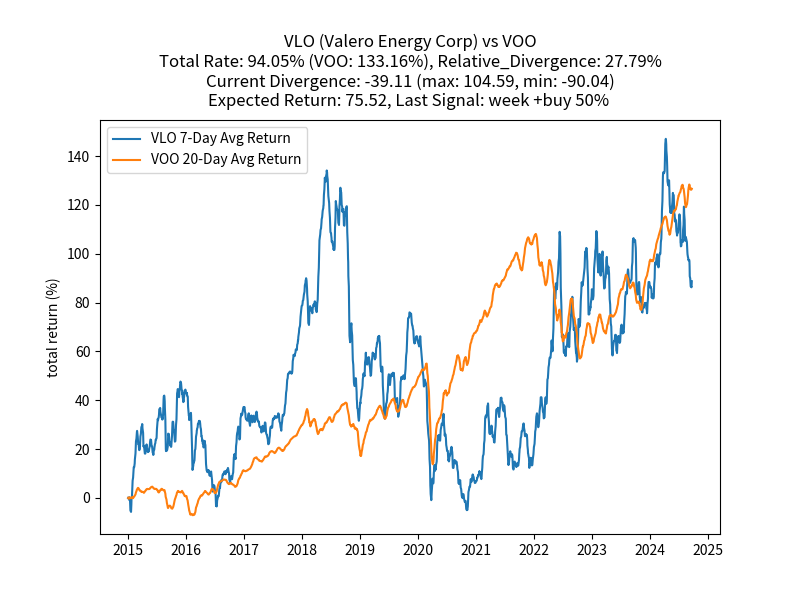 VLO (Valero Energy Corp) vs VOO
Total Rate: 94.05% (VOO: 133.16%), Relative_Divergence: 27.79%
Current Divergence: -39.11 (max: 104.59, min: -90.04)
Expected Return: 75.52, Last Signal: week +buy 50%
VLO 7-Day Avg Return
VOO 20-Day Avg Return
total return (%)
140
120
100
80
60
40
20
0
2015 2016 2017 2018 2019 2020 2021 2022 2023 2024 2025